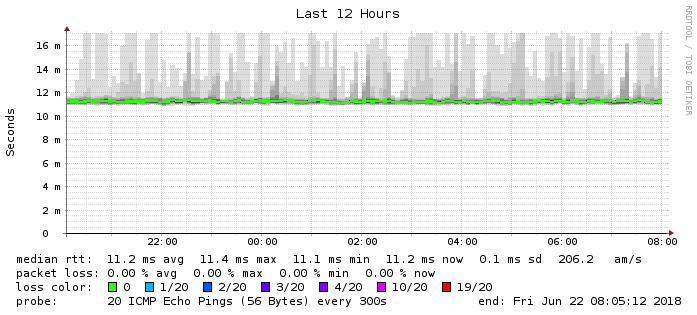 Last 12 Hours
RRDTOOL / TOBI OETIKER
Seconds
16 m
14 m
12 m
10 m
8 m
6 m
4 m
2 m
0
22:00 00:00 02:00 04:00 06:00 08:00
median rtt: 11.2 ms avg 11.4 ms max 11.1 ms min 11.2 ms now 0.1 ms sd 206.2 am/s
packet loss: 0.00 % avg 0.00 % max 0.00 % min 0.00 % now
loss color: 0 1/20 2/20 3/20 4/20 10/20 19/20
probe: 20 ICMP Echo Pings (56 Bytes) every 300s end: Fri Jun 22 08:05:12 2018